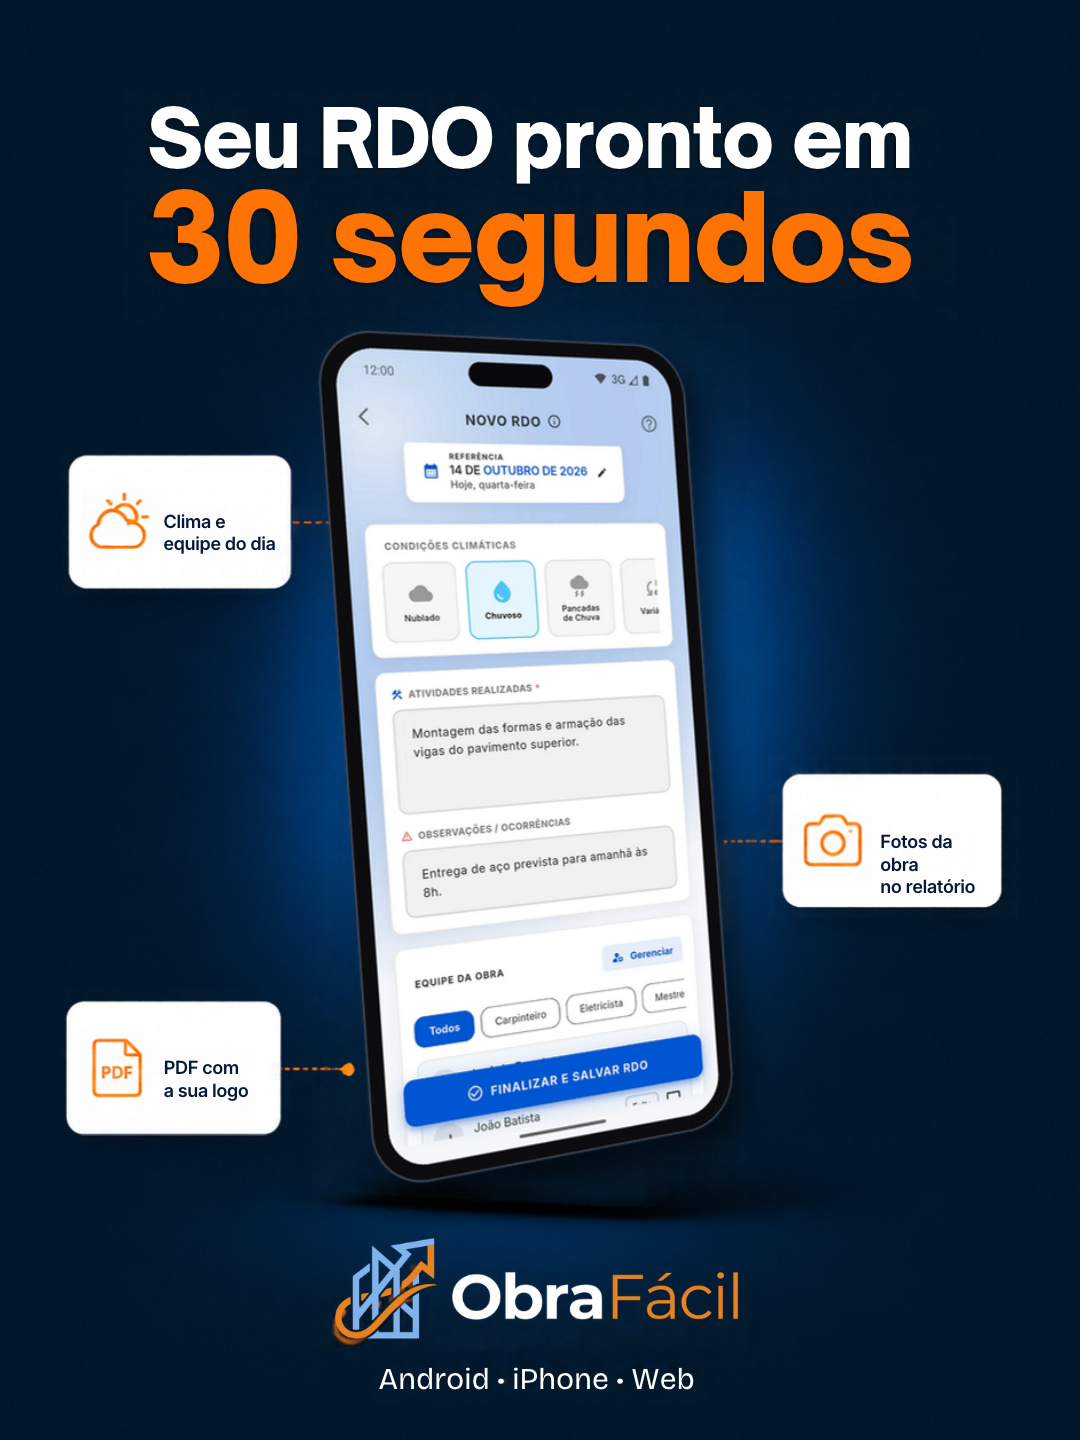 Seu RDO pronto em
30 segundos
12:00
3G
NOVO RDO
REFERÊNCIA
14 DE OUTUBRO DE 2026
Hoje, quarta-feira
Clima e
equipe do dia
CONDIÇÕES CLIMÁTICAS
Nublado
Chuvoso
Pancadas
de Chuva
Variá
ATIVIDADES REALIZADAS *
Montagem das formas e armação das
vigas do pavimento superior.
OBSERVAÇÕES / OCORRÊNCIAS
Entrega de aço prevista para amanhã às
8h.
Fotos da
obra
no relatório
EQUIPE DA OBRA
Gerenciar
Todos
Carpinteiro
Eletricista
Mestre
FINALIZAR E SALVAR RDO
João Batista
PDF
PDF com
a sua logo
ObraFácil
Android • iPhone • Web